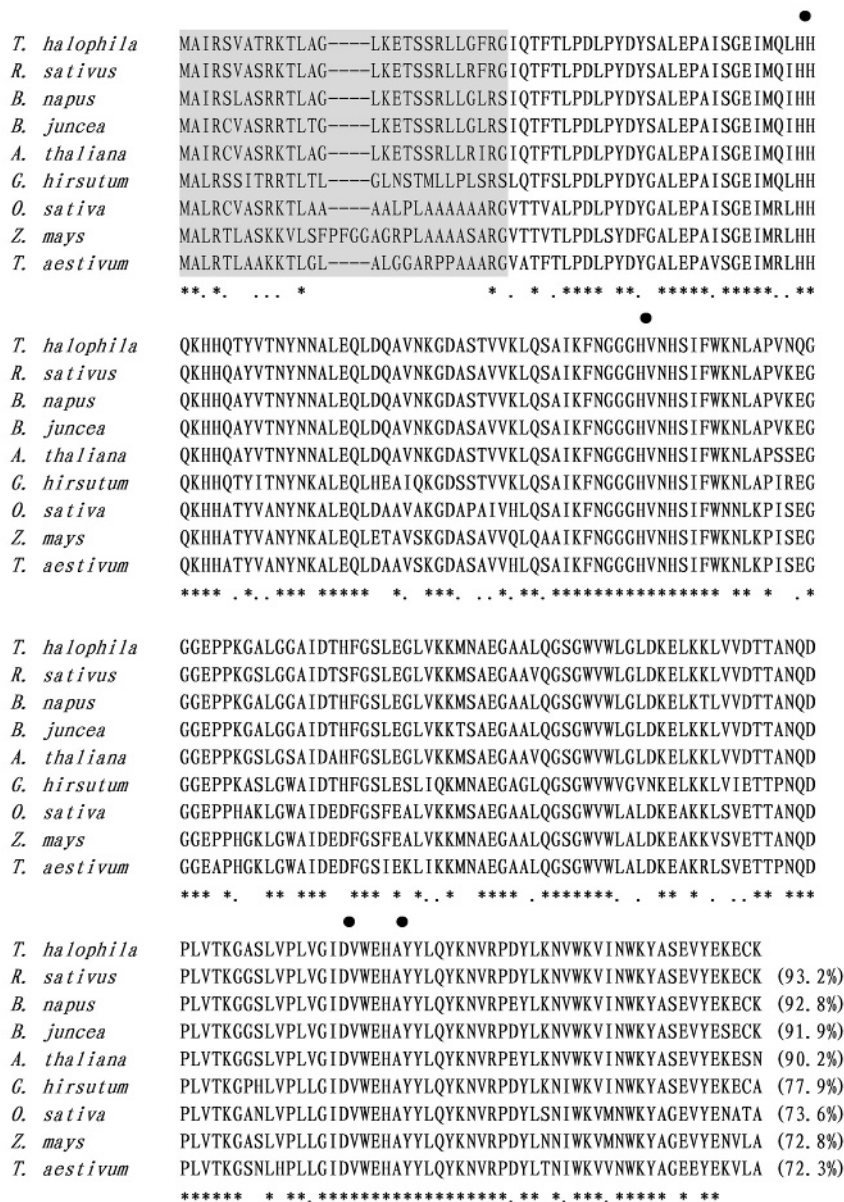 ●
T. halophila MAIRSVATRKTLAG----LKETSSRLLGFRGIQTFTLPDLPYDYSALEPAISGEIMQLHH
R. sativus MAIRSVASRKTLAG----LKETSSRLLRIRGIQTFTLPDLPYDYSALEPAISGEIMQIHH
B. napus MAIRSLASRRTLAG----LKETSSRLLGLRSIQTFTLPDLPYDYSALEPAISGEIMQIHH
B. juncea MAIRCVASRRTLTG----LKETSSRLLGLRSIQTFTLPDLPYDYSALEPAISGEIMQIHH
A. thaliana MAIRCVASRKTLAG----LKETSSRLLRIRGIQTFTLPDLPYDYGALEPAISGEIMQIHH
G. hirsutum MALRSSITRRTLTL----GLNSTMLLPLSRSLQTFSLPDLPYDYGALEPAISGEIMQLHH
O. sativa MALRCVASRKTLAA----AALPLAAAAAARGVTTVALPDLPYDYGALEPAISGEIMRLHH
Z. mays MALRTLASKKVLSFPFGGAGRPLAAAASARGVTTVTLPDLSYDFGALEPAISGEIMRLHH
T. aestivum MALRTLAAKKTLGL----ALGGARPPAAARGVATFTLPDLPYDYGALEPAVSGEIMRLHH
**.*. ... * * . * .**** **. *****.*****..**
●
T. halophila QKHHQTYVTNYNNALEQLDQAVNKGDASTVVKLQSAIKFNGGGHVNHSIFWKNLAPVNQG
R. sativus QKHHQAYVTNYNNALEQLDQAVNKGDASAVVKLQSAIKFNGGGHVNHSIFWKNLAPVKEG
B. napus QKHHQAYVTNYNNALEQLDQAVNKGDASTVVKLQSAIKFNGGGHVNHSIFWKNLAPVKEG
B. juncea QKHHQAYVTNYNNALEQLDQAVNKGDASAVVKLQSAIKFNGGGHVNHSIFWKNLAPVKEG
A. thaliana QKHHQAYVTNYNNALEQLDQAVNKGDASTVVKLQSAIKFNGGGHVNHSIFWKNLAPSSEG
G. hirsutum QKHHQTYITNYNKALEQLHEAIQKGDSSTVVKLQSAIKFNGGGHVNHSIFWKNLAPIREG
O. sativa QKHHATYVANYNKALEQLDAAVAKGDAPAIVHLQSAIKFNGGGHVNHSIFWNNLKPISEG
Z. mays QKHHATYVANYNKALEQLETAVSKGDASAVVQLQAAIKFNGGGHVNHSIFWKNLKPISEG
T. aestivum QKHHATYVANYNKALEQLDAAVSKGDASAVVHLQSAIKFNGGGHVNHSIFWKNLKPISEG
**** .*..*** ***** *. ***. ..*.**.**************** ** * .*
T. halophila GGEPPKGALGGAIDTHFGSLEGLVKKMNAEGAALQGSGWVWLGLDKELKKLVVDTTANQD
R. sativus GGEPPKGSLGGAIDTSFGSLEGLVKKMSAEGAAVQGSGWVWLGLDKELKKLVVDTTANQD
B. napus GGEPPKGALGGAIDTHFGSLEGLVKKMSAEGAALQGSGWVWLGLDKELKTLVVDTTANQD
B. juncea GGEPPKGALGGAIDTHFGSLEGLVKKTSAEGAALQGSGWVWLGLDKELKKLVVDTTANQD
A. thaliana GGEPPKGSLGSAIDAHFGSLEGLVKKMSAEGAAVQGSGWVWLGLDKELKKLVVDTTANQD
G. hirsutum GGEPPKASLGWAIDTHFGSLESLIQKMNAEGAGLQGSGWVWVGVNKELKKLVIETTPNQD
O. sativa GGEPPHAKLGWAIDEDFGSFEALVKKMSAEGAALQGSGWVWLALDKEAKKLSVETTANQD
Z. mays GGEPPHGKLGWAIDEDFGSFEALVKKMNAEGAALQGSGWVWLALDKEAKKVSVETTANQD
T. aestivum GGEAPHGKLGWAIDEDFGSIEKLIKKMNAEGAALQGSGWVWLALDKEAKRLSVETTPNQD
*** *. ** *** *** * *..* **** .*******. . ** * . ..** ***
● ●
T. halophila PLVTKGASLVPLVGIDVWEHAYYLQYKNVRPDYLKNVWKVINWKYASEVYEKECK
R. sativus PLVTKGGSLVPLVGIDVWEHAYYLQYKNVRPDYLKNVWKVINWKYASEVYEKECK (93.2%)
B. napus PLVTKGGSLVPLVGIDVWEHAYYLQYKNVRPEYLKNVWKVINWKYASEVYEKECK (92.8%)
B. juncea PLVTKGGSLVPLVGIDVWEHAYYLQYKNVRPDYLKNVWKVINWKYASEVYESECK (91.9%)
A. thaliana PLVTKGGSLVPLVGIDVWEHAYYLQYKNVRPEYLKNVWKVINWKYASEVYEKESN (90.2%)
G. hirsutum PLVTKGPHLVPLLGIDVWEHAYYLQYKNVRPDYLKNIWKVINWKYASEVYEKECA (77.9%)
O. sativa PLVTKGANLVPLLGIDVWEHAYYLQYKNVRPDYLSNIWKVMNWKYAGEVYENATA (73.6%)
Z. mays PLVTKGASLVPLLGIDVWEHAYYLQYKNVRPDYLNNIWKVMNWKYAGEVYENVLA (72.8%)
T. aestivum PLVTKGSNLHPLLGIDVWEHAYYLQYKNVRPDYLTNIWKVVNWKYAGEEYEKVLA (72.3%)
****** * **.******************.** *.***.***** * **